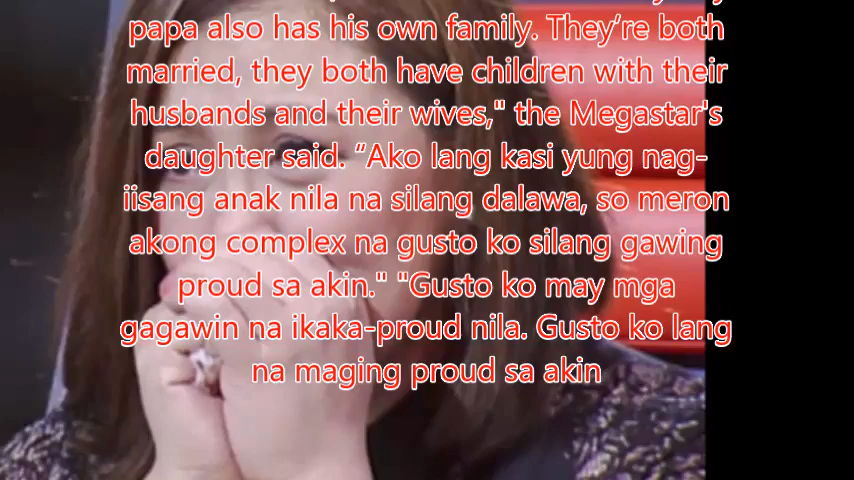 papa also has his own family. They’re both
married, they both have children with their
husbands and their wives," the Megastar's
daughter said. “Ako lang kasi yung nag-
iisang anak nila na silang dalawa, so meron
akong complex na gusto ko silang gawing
proud sa akin." "Gusto ko may mga
gagawin na ikaka-proud nila. Gusto ko lang
na maging proud sa akin